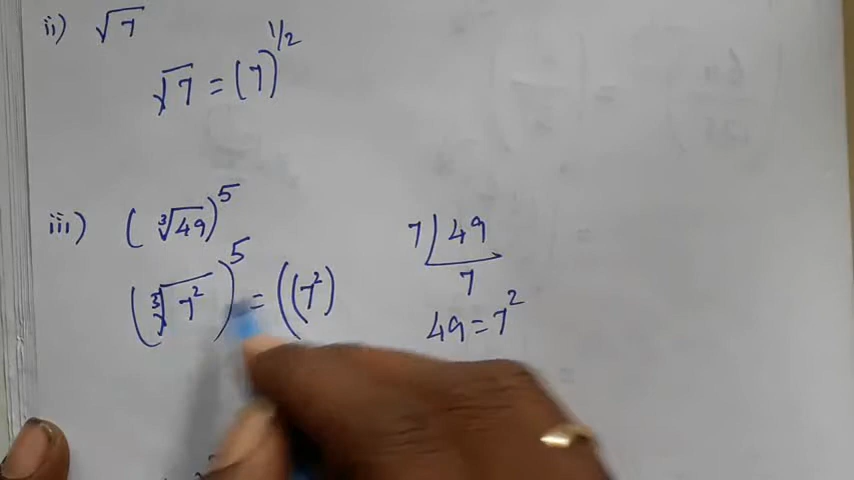 ii) √7
√7 = (7)^1/2
iii) (∛49)^5
7 | 49
7
(∛7²)^5 = ((7²)
49 = 7²